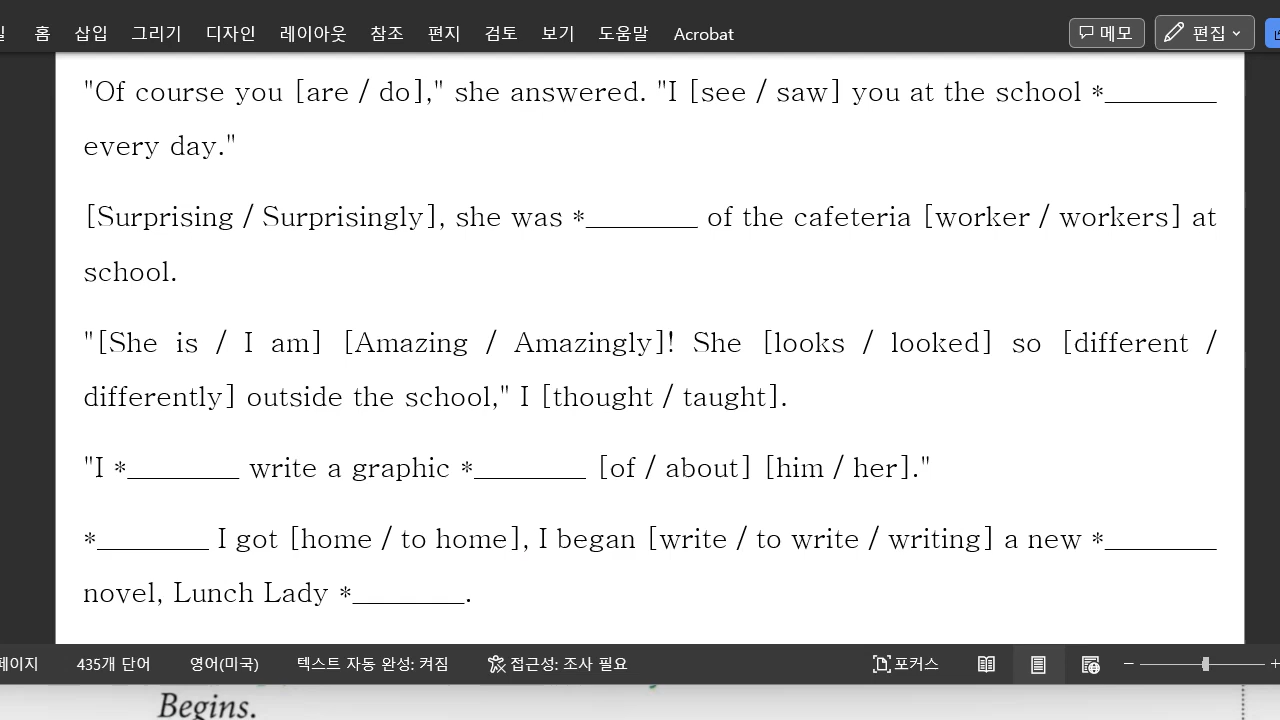 홈 삽입 그리기 디자인 레이아웃 참조 편지 검토 보기 도움말 Acrobat 메모 편집
"Of course you [are / do]," she answered. "I [see / saw] you at the school *________
every day."
[Surprising / Surprisingly], she was *________ of the cafeteria [worker / workers] at
school.
"[She is / I am] [Amazing / Amazingly]! She [looks / looked] so [different /
differently] outside the school," I [thought / taught].
"I *________ write a graphic *________ [of / about] [him / her]."
*________ I got [home / to home], I began [write / to write / writing] a new *________
novel, Lunch Lady *________.
페이지 435개 단어 영어(미국) 텍스트 자동 완성: 켜짐 접근성: 조사 필요 포커스
Begins.